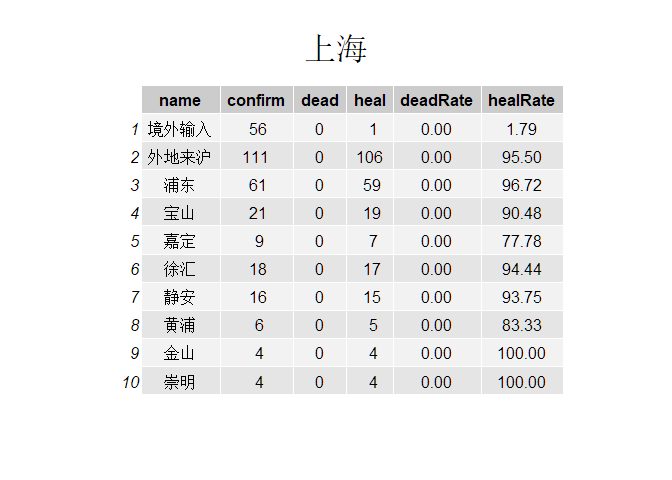 上海
name confirm dead heal deadRate healRate
1 境外输入 56 0 1 0.00 1.79
2 外地来沪 111 0 106 0.00 95.50
3 浦东 61 0 59 0.00 96.72
4 宝山 21 0 19 0.00 90.48
5 嘉定 9 0 7 0.00 77.78
6 徐汇 18 0 17 0.00 94.44
7 静安 16 0 15 0.00 93.75
8 黄浦 6 0 5 0.00 83.33
9 金山 4 0 4 0.00 100.00
10 崇明 4 0 4 0.00 100.00